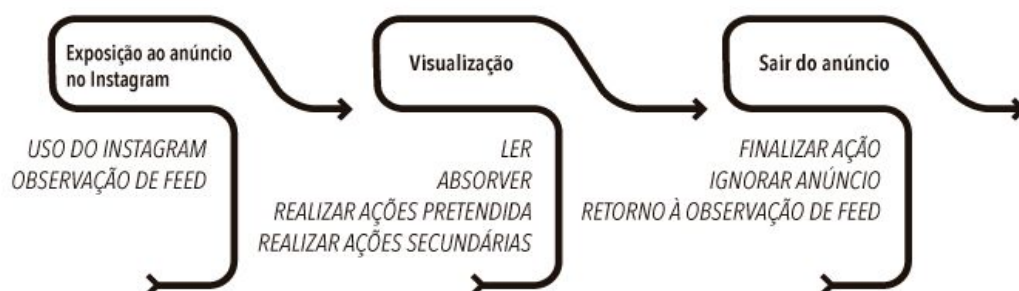 Exposição ao anúncio
no Instagram
USO DO INSTAGRAM
OBSERVAÇÃO DE FEED
Visualização
LER
ABSORVER
REALIZAR AÇÕES PRETENDIDA
REALIZAR AÇÕES SECUNDÁRIAS
Sair do anúncio
FINALIZAR AÇÃO
IGNORAR ANÚNCIO
RETORNO À OBSERVAÇÃO DE FEED